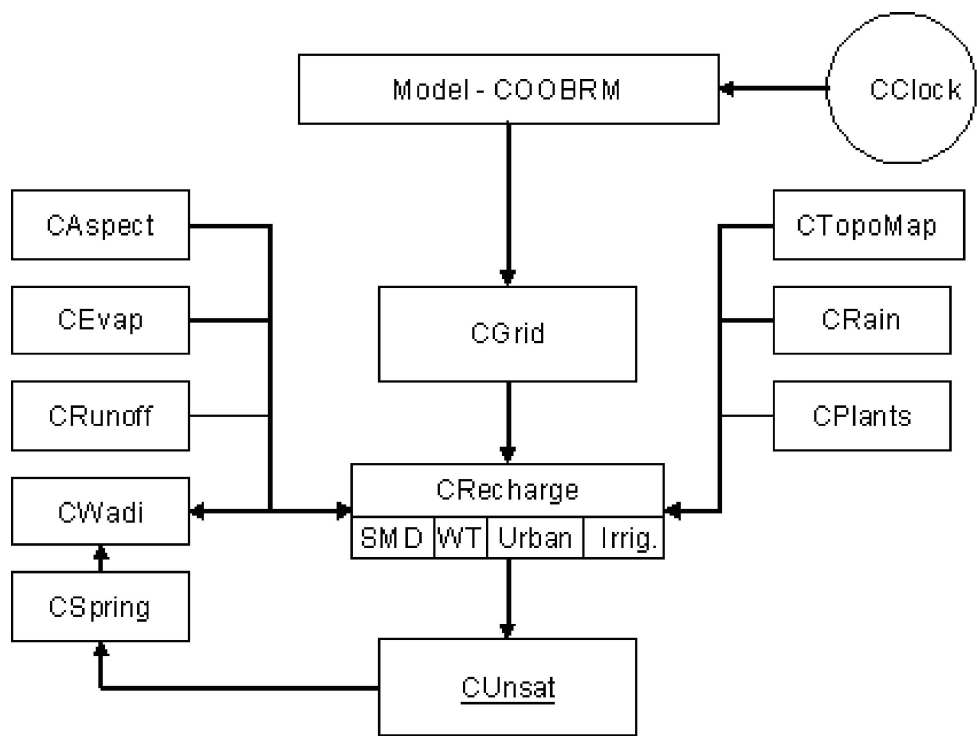 Model - COOBRM
CClock
CAspect
CTopoMap
CEvap
CGrid
CRain
CRunoff
CPlants
CRecharge
CWadi
SMD WT Urban Irrig.
CSpring
CUnsat